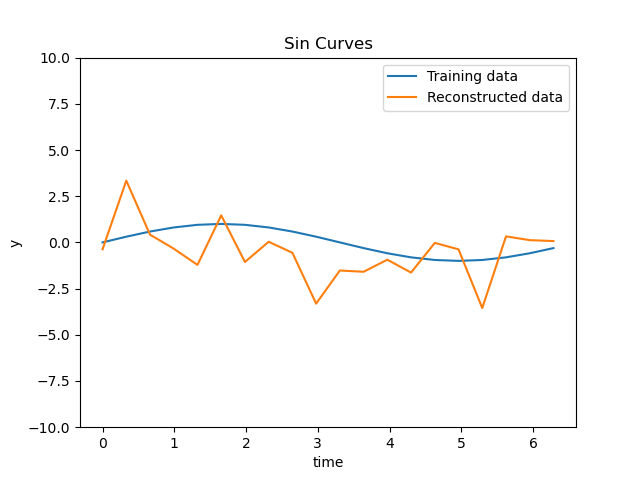 Sin Curves
Training data
Reconstructed data
10.0
7.5
5.0
2.5
0.0
−2.5
−5.0
−7.5
−10.0
y
0 1 2 3 4 5 6
time